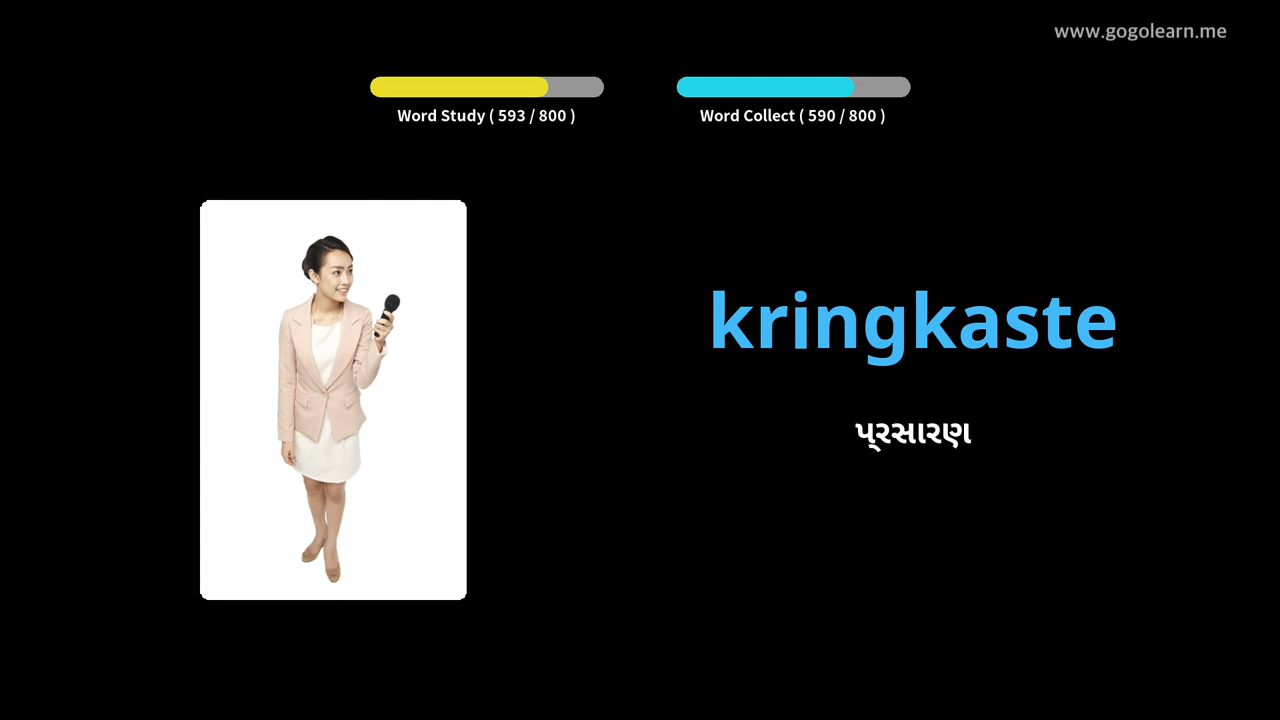 www.gogolearn.me
Word Study ( 593 / 800 )
Word Collect ( 590 / 800 )
kringkaste
પ્રસારણ